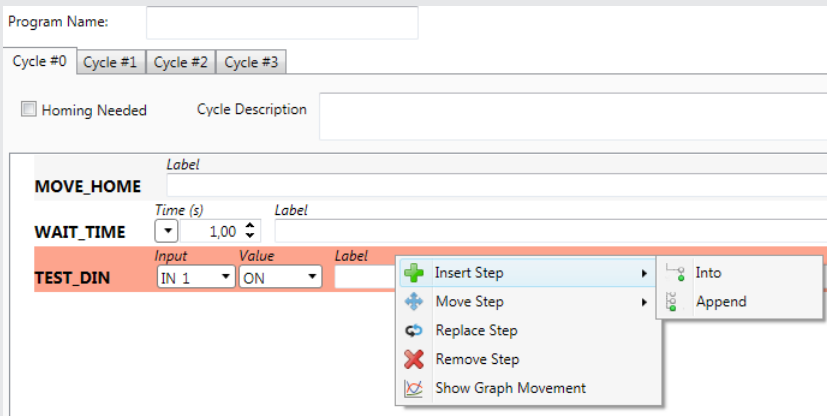 Program Name:
Cycle #0 Cycle #1 Cycle #2 Cycle #3
Homing Needed Cycle Description
Label
MOVE_HOME
Time (s) Label
WAIT_TIME 1,00
Input Value Label
TEST_DIN IN 1 ON
Insert Step Into
Move Step Append
Replace Step
Remove Step
Show Graph Movement